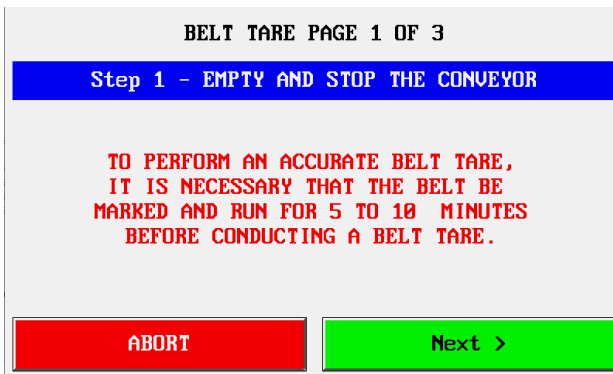 BELT TARE PAGE 1 OF 3
Step 1 - EMPTY AND STOP THE CONVEYOR
TO PERFORM AN ACCURATE BELT TARE,
IT IS NECESSARY THAT THE BELT BE
MARKED AND RUN FOR 5 TO 10 MINUTES
BEFORE CONDUCTING A BELT TARE.
ABORT
Next >